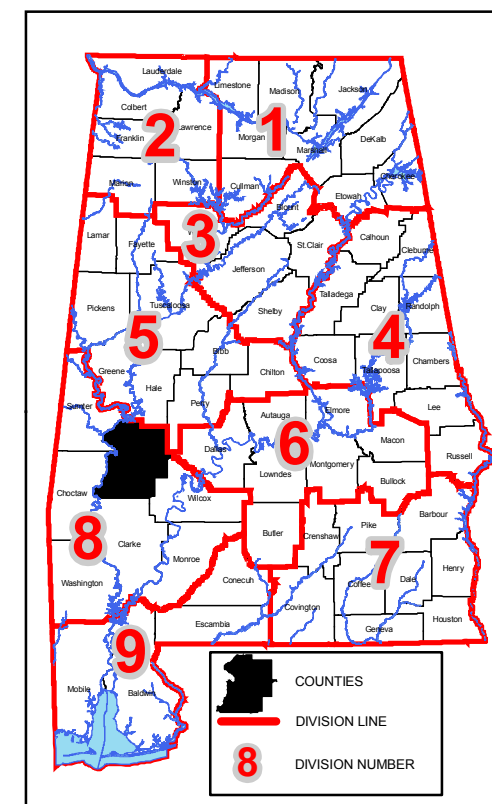 Lauderdale
Limestone
Madison
Jackson
Colbert
Lawrence
2
1
Franklin
Morgan
DeKalb
Cherokee
Marion
Winston
Cullman
Etowah
Blount
3
Lamar
Fayette
St.Clair
Calhoun
Cleburne
Jefferson
Talladega
Randolph
Pickens
Tuscaloosa
Shelby
Clay
4
5
Bibb
Chambers
Greene
Hale
Chilton
Coosa
Tallapoosa
Sumter
Perry
Autauga
Elmore
Lee
6
Dallas
Macon
Russell
Montgomery
Lowndes
Bullock
Choctaw
Wilcox
Barbour
8
Clarke
Butler
Crenshaw
Pike
7
Monroe
Henry
Washington
Conecuh
Coffee
Dale
Covington
Houston
Escambia
Geneva
9
Mobile
Baldwin
COUNTIES
DIVISION LINE
8
DIVISION NUMBER